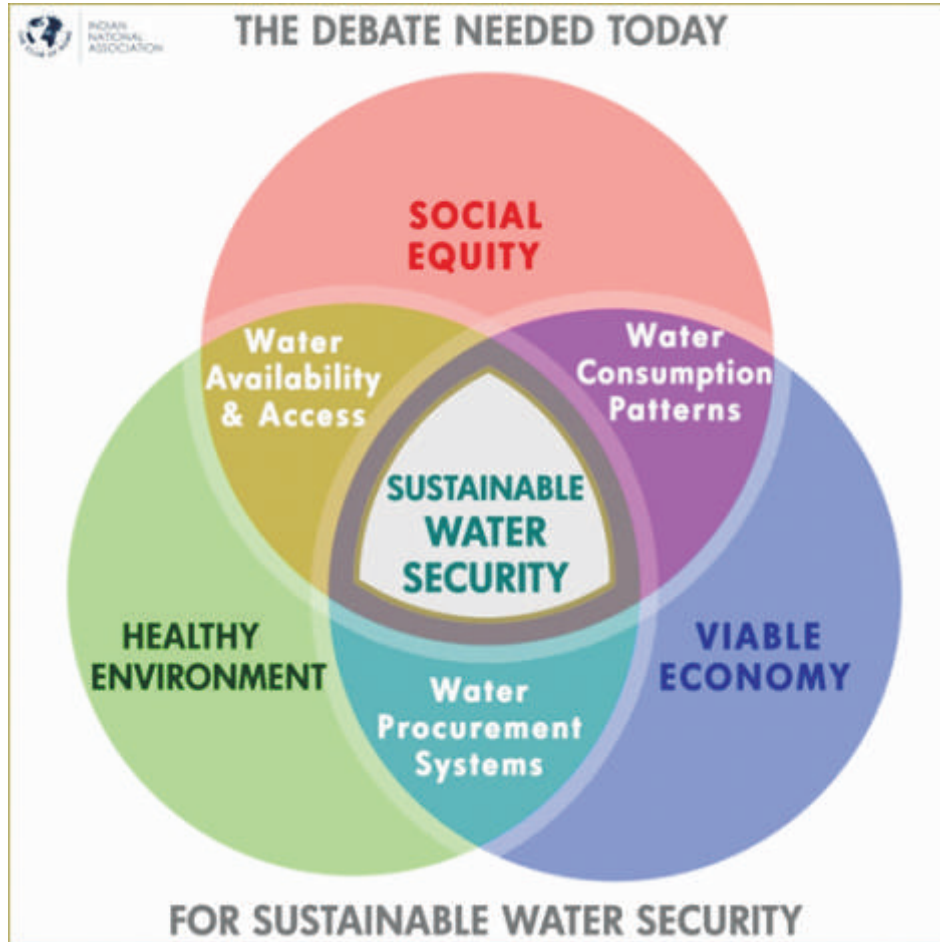 INDIAN
NATIONAL
ASSOCIATION
THE DEBATE NEEDED TODAY
SOCIAL
EQUITY
Water
Availability
& Access
Water
Consumption
Patterns
SUSTAINABLE
WATER
SECURITY
HEALTHY
ENVIRONMENT
VIABLE
ECONOMY
Water
Procurement
Systems
FOR SUSTAINABLE WATER SECURITY